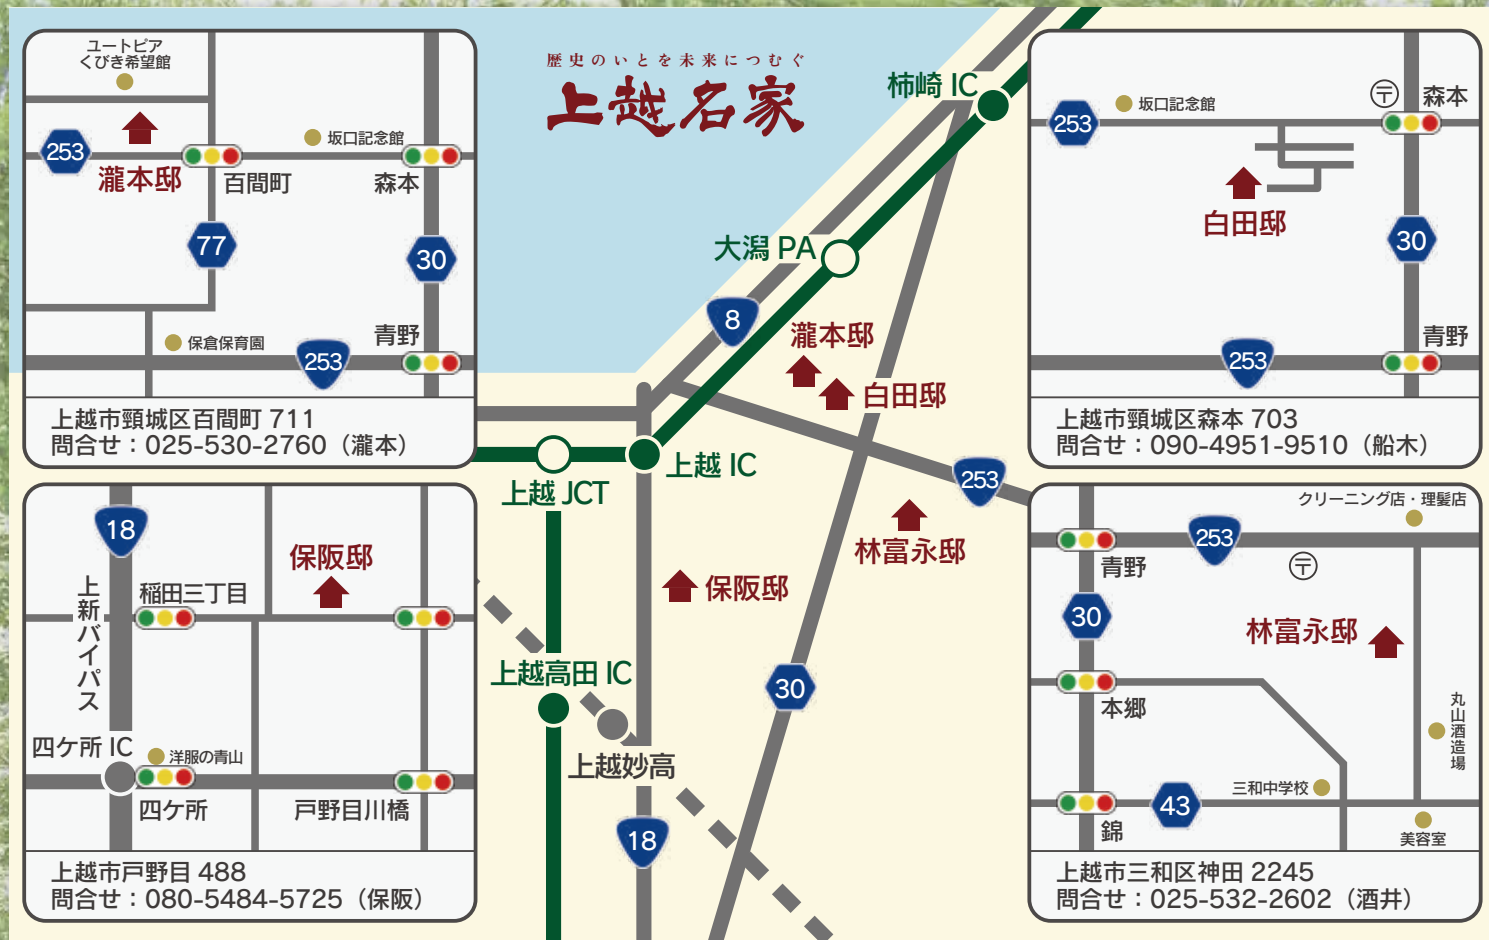 歴史のいとを未来につむぐ
上越名家
柿崎 IC
大潟 PA
8
瀧本邸
白田邸
上越 IC
上越 JCT
253
林富永邸
保阪邸
上越高田 IC
30
上越妙高
18
ユートピア
くびき希望館
坂口記念館
253
瀧本邸
百間町
森本
77
30
青野
保倉保育園
253
上越市頸城区百間町 711
問合せ：025-530-2760（瀧本）
坂口記念館
〒
森本
253
白田邸
30
青野
253
上越市頸城区森本 703
問合せ：090-4951-9510（船木）
18
保阪邸
上新バイパス
稲田三丁目
四ケ所 IC
洋服の青山
四ケ所
戸野目川橋
上越市戸野目 488
問合せ：080-5484-5725（保阪）
クリーニング店・理髪店
253
青野
〒
30
林富永邸
本郷
丸山酒造場
三和中学校
43
錦
美容室
上越市三和区神田 2245
問合せ：025-532-2602（酒井）